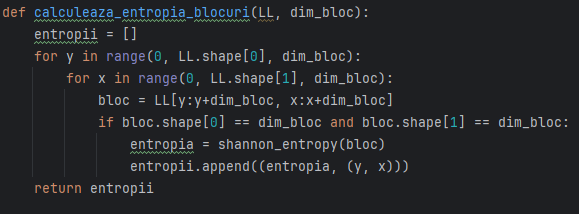 def calculeaza_entropia_blocuri(LL, dim_bloc):
    entropii = []
    for y in range(0, LL.shape[0], dim_bloc):
        for x in range(0, LL.shape[1], dim_bloc):
            bloc = LL[y:y+dim_bloc, x:x+dim_bloc]
            if bloc.shape[0] == dim_bloc and bloc.shape[1] == dim_bloc:
                entropia = shannon_entropy(bloc)
                entropii.append((entropia, (y, x)))
    return entropii